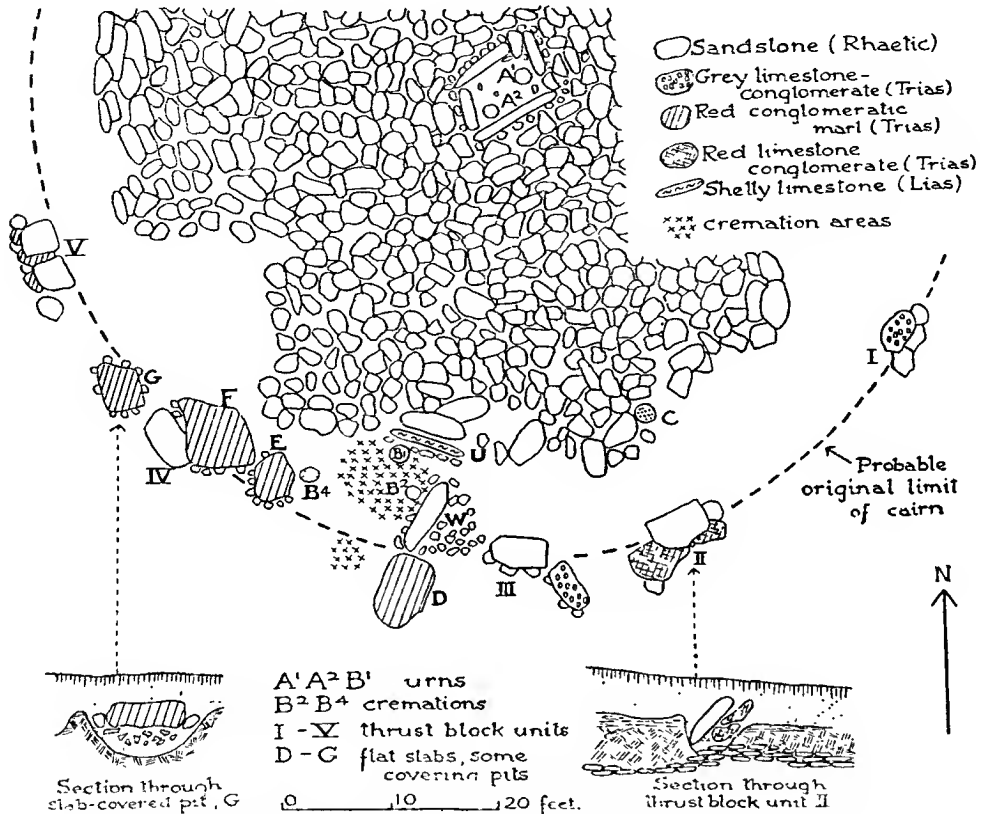 Sandstone (Rhaetic)
Grey limestone-
conglomerate (Trias)
Red conglomeratic
marl (Trias)
Red limestone
conglomerate (Trias)
Shelly limestone (Lias)
cremation areas
A¹
A²
V
I
G
F
E
IV
B⁴
B¹
B²
U
C
W
D
III
II
Probable
original limit
of cairn
N
A¹ A² B¹ urns
B² B⁴ cremations
I - V thrust block units
D - G flat slabs, some
covering pits
0 10 20 feet.
Section through
slab-covered pit, G
Section through
thrust block unit II